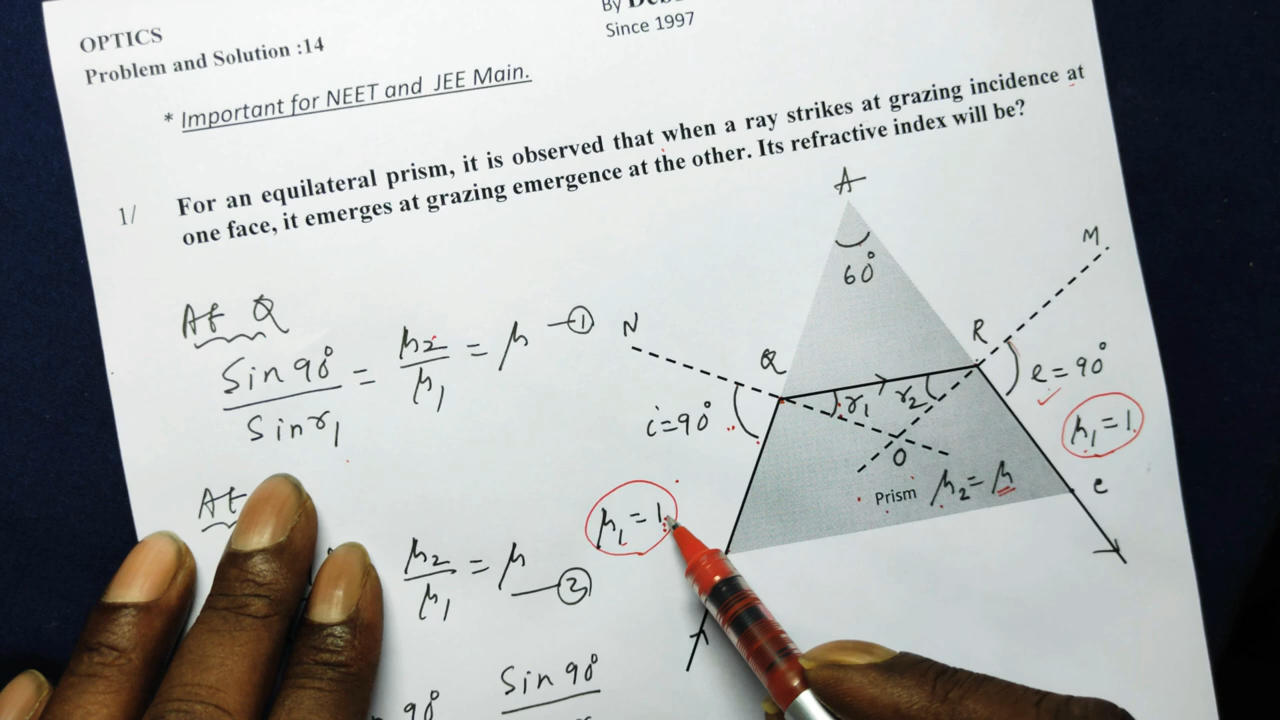 OPTICS
By
Since 1997
Problem and Solution :14
* Important for NEET and JEE Main.
1/ For an equilateral prism, it is observed that when a ray strikes at grazing incidence at
one face, it emerges at grazing emergence at the other. Its refractive index will be?
A
60°
M
N
Q
R
At Q
Sin 90° / Sin r₁ = μ₂ / μ₁ = μ —①
i=90°
r₁
r₂
e = 90°
μ₁ = 1
O
Prism μ₂ = μ
e
At
μ₁ = 1
μ₂ / μ₁ = μ —②
90°
Sin 90°